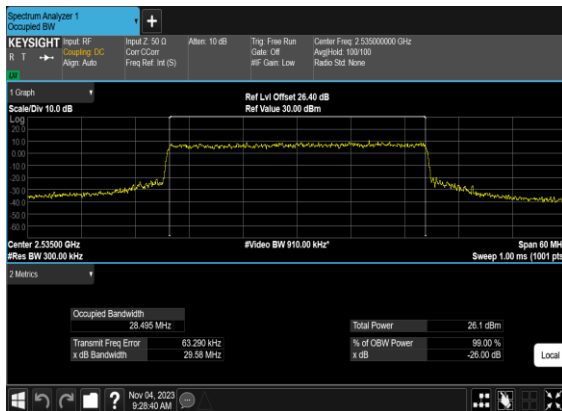 Spectrum Analyzer 1
Occupied BW
KEYSIGHT
R T
Input: RF
Coupling: DC
Align: Auto
Input Z: 50 Ω
Corr CCorr
Freq Ref: Int (S)
Atten: 10 dB
Trig: Free Run
Gate: Off
#IF Gain: Low
Center Freq: 2.535000000 GHz
Avg|Hold: 100/100
Radio Std: None
1 Graph
Scale/Div 10.0 dB
Ref Lvl Offset 26.40 dB
Ref Value 30.00 dBm
Log
20.0
10.0
0.00
-10.0
-20.0
-30.0
-40.0
-50.0
-60.0
Center 2.53500 GHz
#Res BW 300.00 kHz
#Video BW 910.00 kHz*
Span 60 MH
Sweep 1.00 ms (1001 pts
2 Metrics
Occupied Bandwidth
28.495 MHz
Transmit Freq Error 63.290 kHz
x dB Bandwidth 29.58 MHz
Total Power 26.1 dBm
% of OBW Power 99.00 %
x dB -26.00 dB
Local
Nov 04, 2023
9:28:40 AM